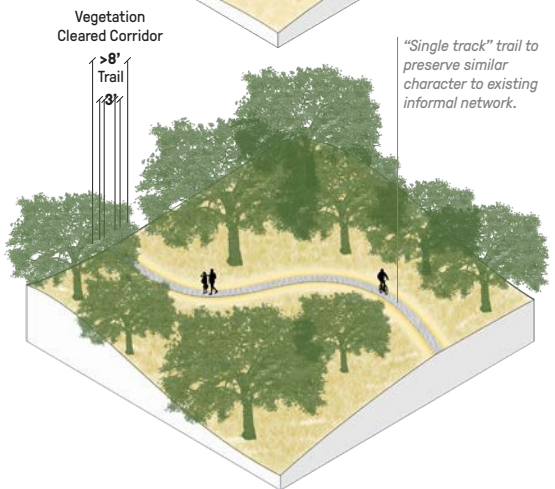 Vegetation
Cleared Corridor
>8’
Trail
3’
“Single track” trail to
preserve similar
character to existing
informal network.